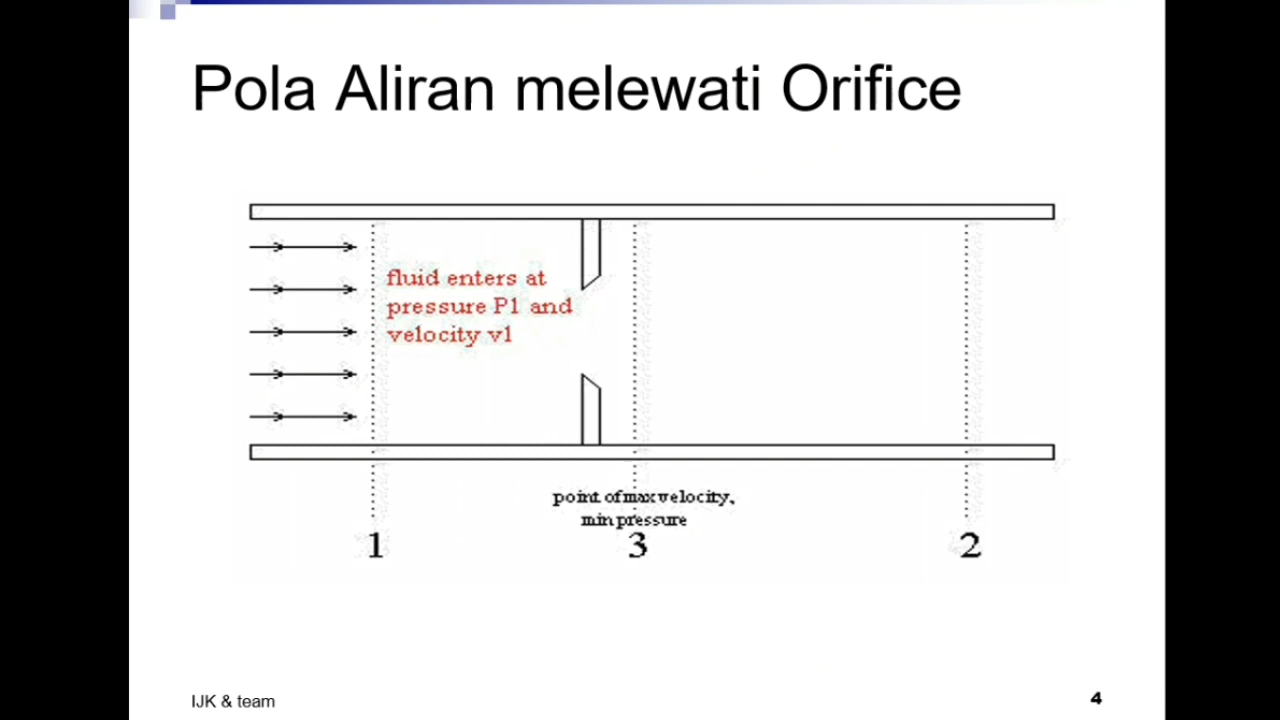 Pola Aliran melewati Orifice
fluid enters at
pressure P1 and
velocity v1
point of max velocity,
min pressure
1
3
2
IJK & team
4